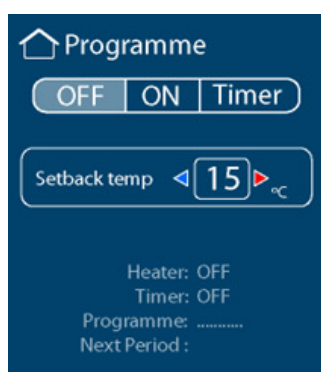 Programme
OFF ON Timer
Setback temp 15 °C
Heater: OFF
Timer: OFF
Programme: ...........
Next Period :